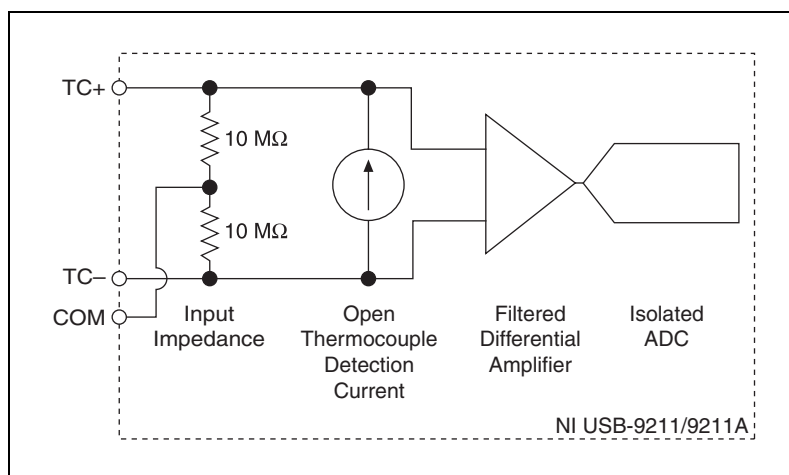 TC+
10 MΩ
10 MΩ
TC–
COM
Input
Impedance
Open
Thermocouple
Detection
Current
Filtered
Differential
Amplifier
Isolated
ADC
NI USB-9211/9211A